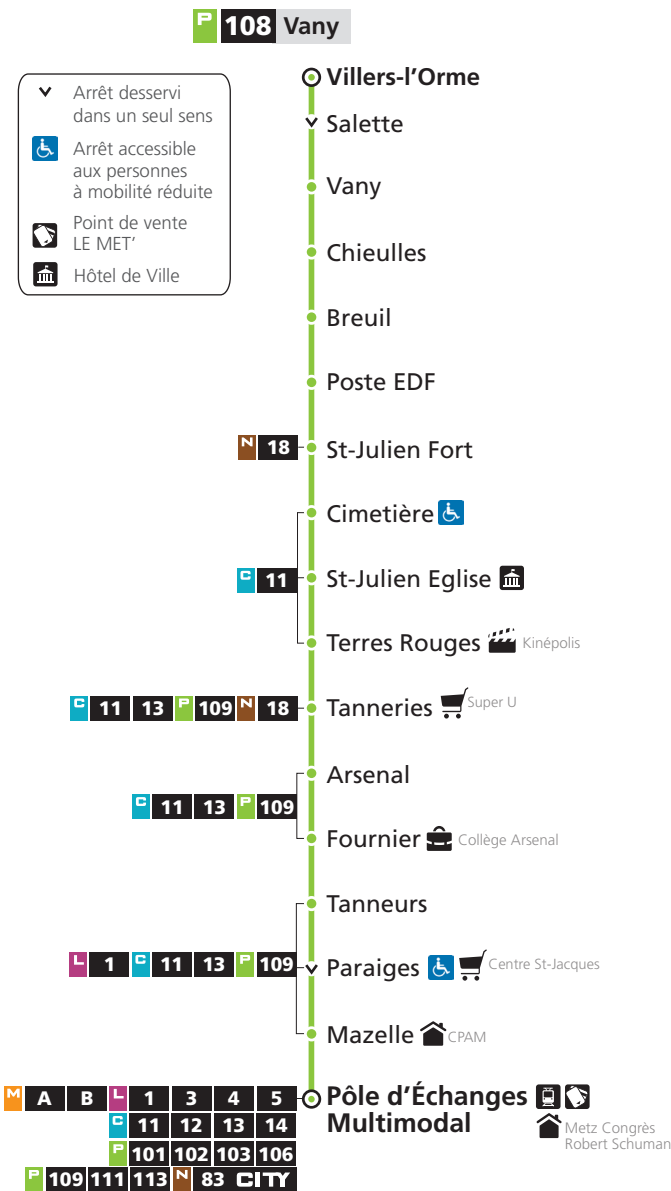 P 108 Vany
Villers-l'Orme
Arrêt desservi
dans un seul sens
Arrêt accessible
aux personnes
à mobilité réduite
Point de vente
LE MET'
Hôtel de Ville
Salette
Vany
Chieulles
Breuil
Poste EDF
N 18 St-Julien Fort
Cimetière
C 11 St-Julien Eglise
Terres Rouges Kinépolis
C 11 13 P 109 N 18 Tanneries Super U
Arsenal
C 11 13 P 109
Fournier Collège Arsenal
Tanneurs
L 1 C 11 13 P 109 Paraiges Centre St-Jacques
Mazelle CPAM
M A B L 1 3 4 5 Pôle d'Échanges
C 11 12 13 14 Multimodal
Metz Congrès
Robert Schuman
P 101 102 103 106
P 109 111 113 N 83 CITY